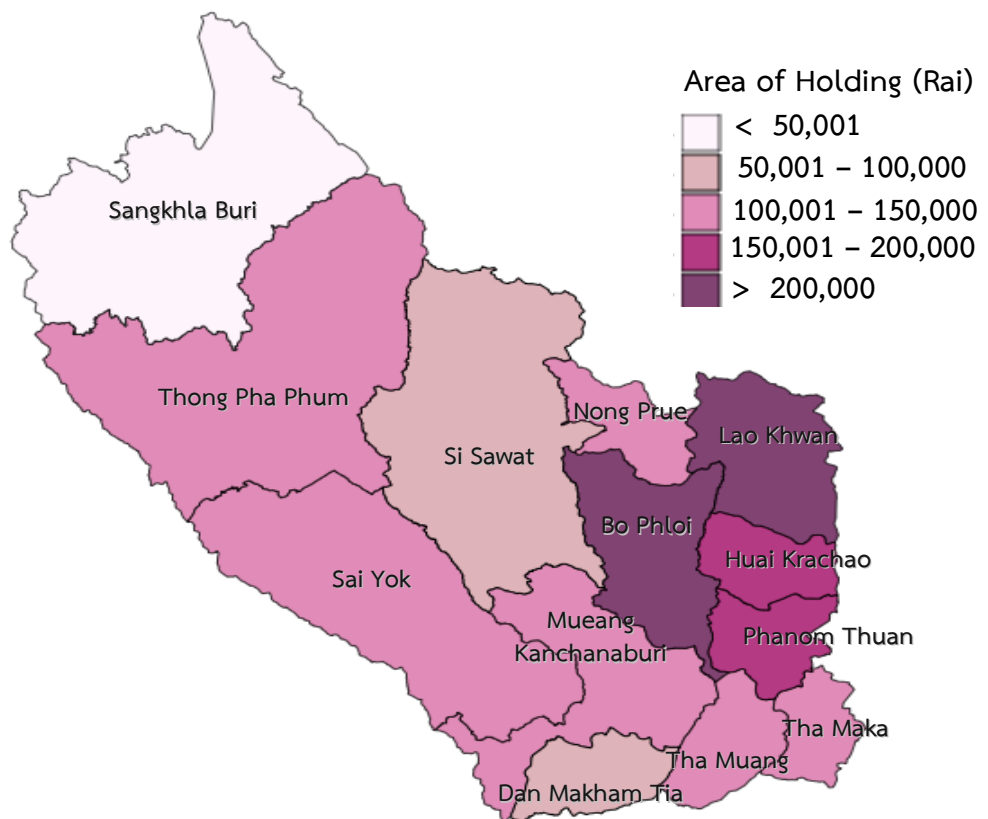 Area of Holding (Rai)
< 50,001
50,001 – 100,000
100,001 – 150,000
150,001 – 200,000
> 200,000
Sangkhla Buri
Thong Pha Phum
Nong Prue
Lao Khwan
Si Sawat
Bo Phloi
Huai Krachao
Sai Yok
Mueang
Kanchanaburi
Phanom Thuan
Tha Maka
Tha Muang
Dan Makham Tia